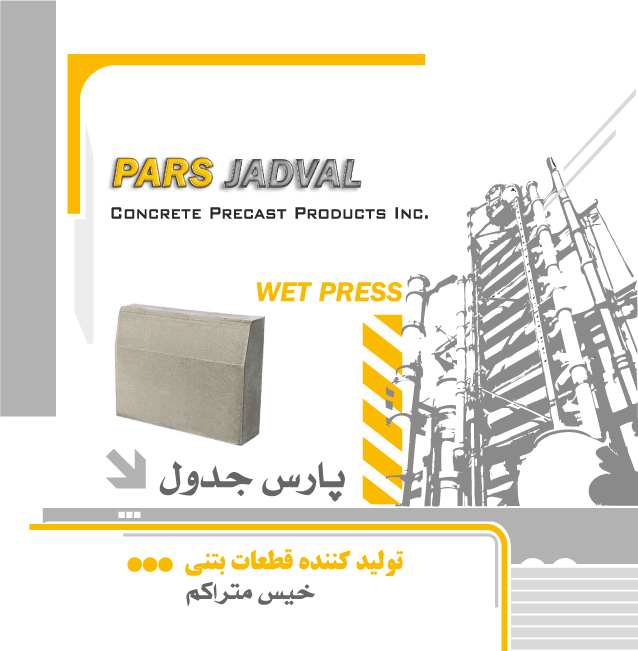 PARS JADVAL
CONCRETE PRECAST PRODUCTS INC.
WET PRESS
پارس جدول
تولید کننده قطعات بتنی
خیس متراکم